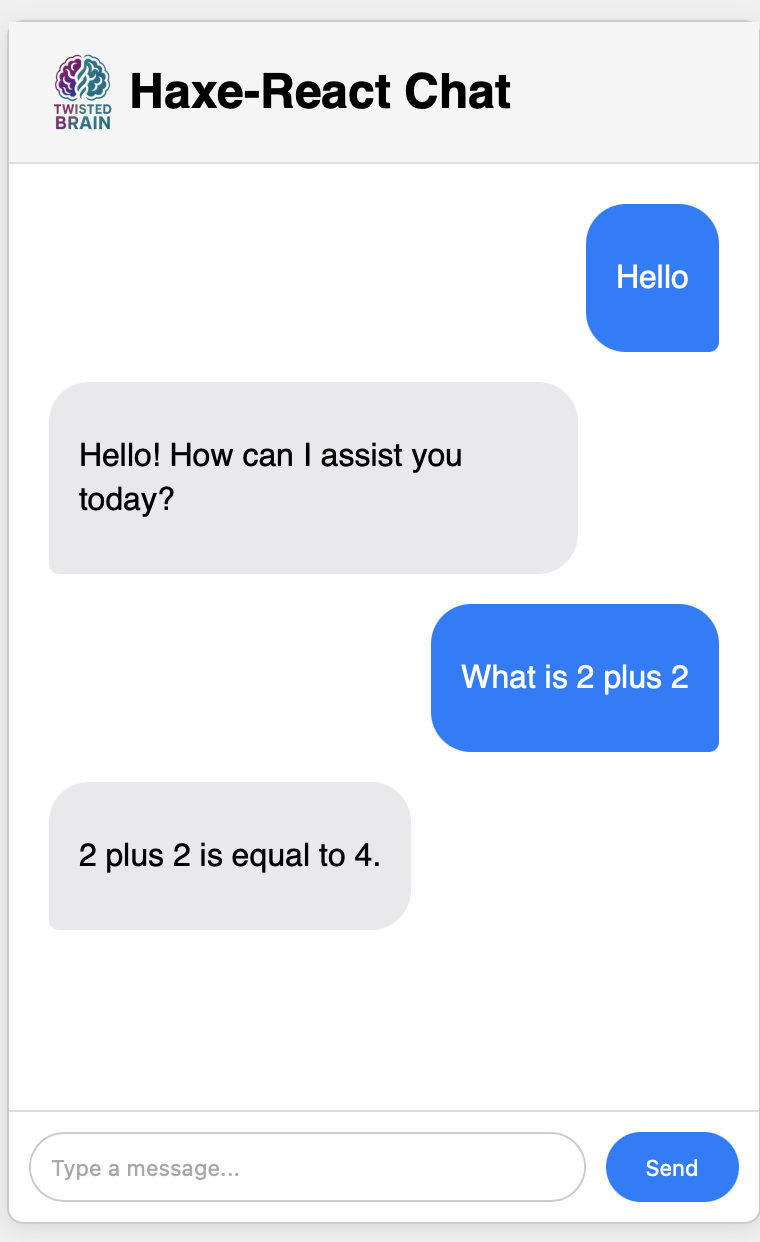 TWISTED
BRAIN
Haxe-React Chat
Hello
Hello! How can I assist you
today?
What is 2 plus 2
2 plus 2 is equal to 4.
Type a message...
Send